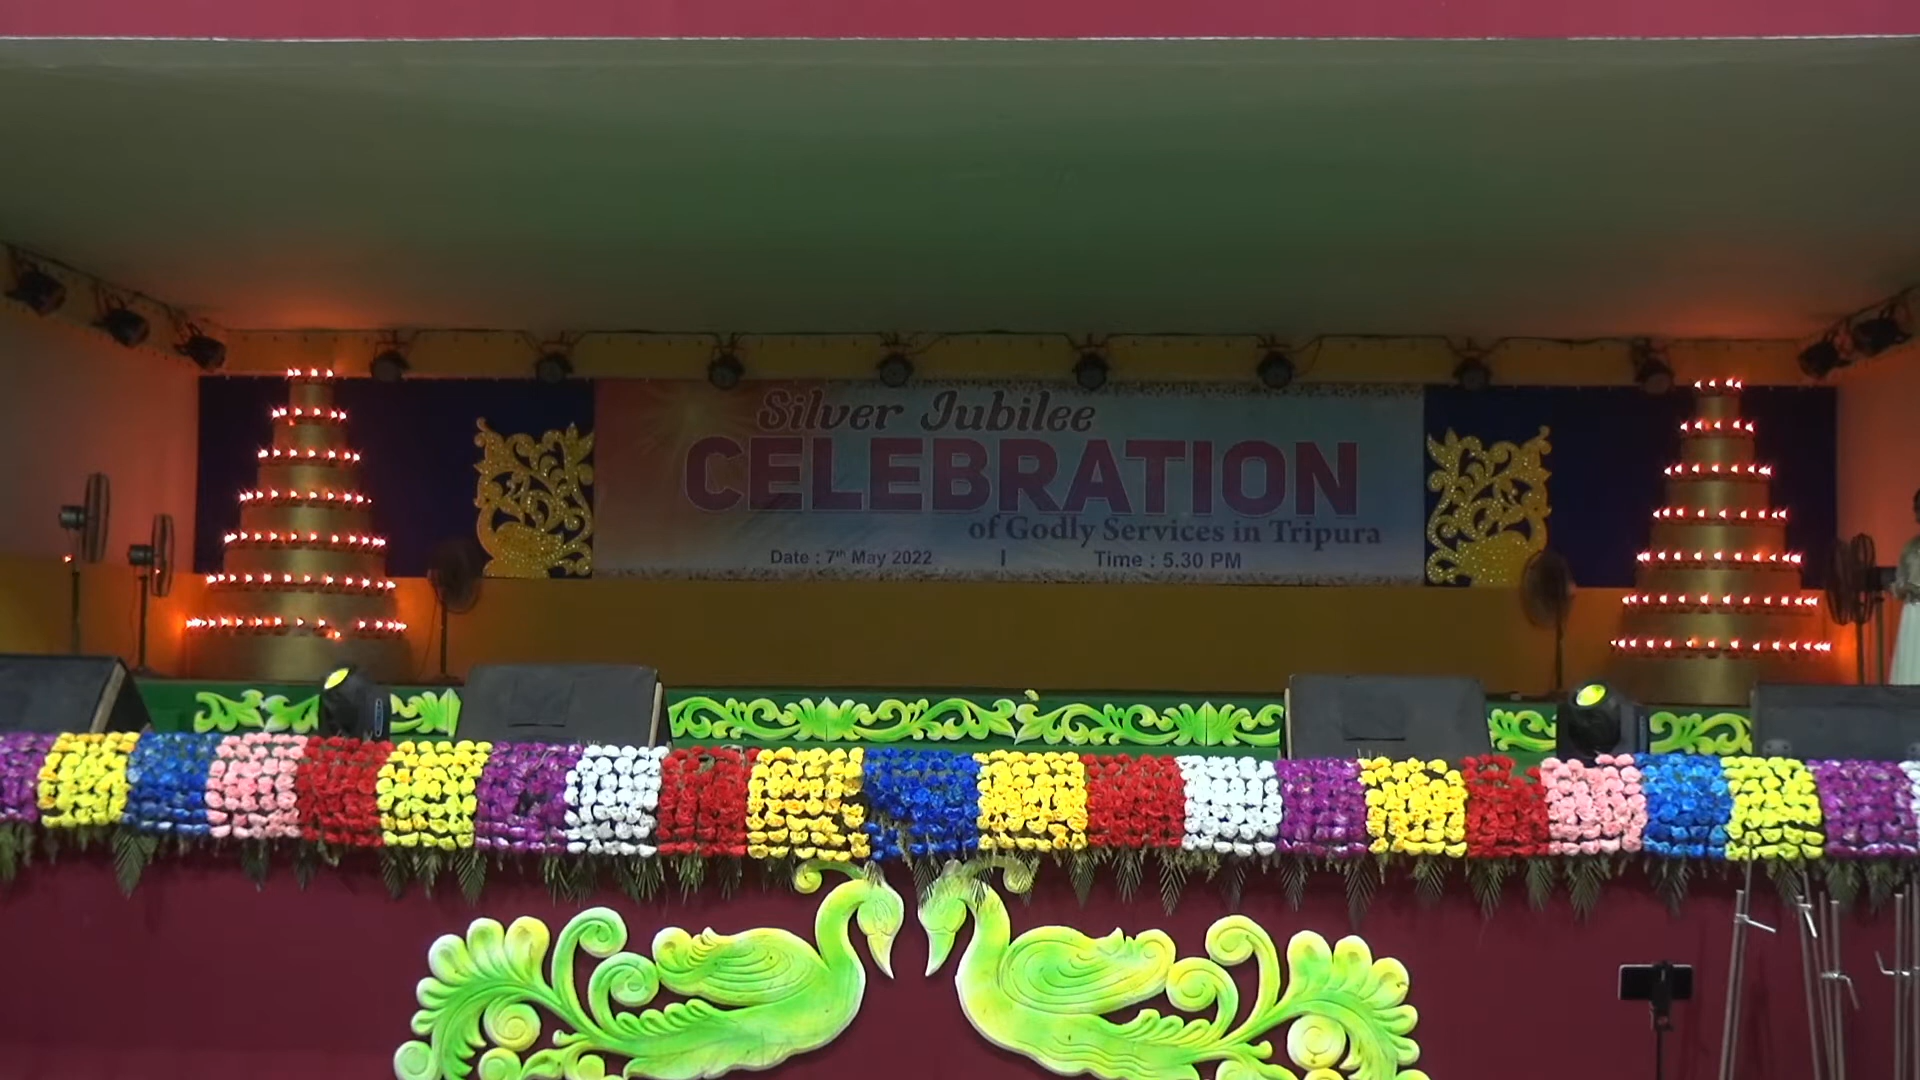 Silver Jubilee
CELEBRATION
of Godly Services in Tripura
Date : 7th May 2022 | Time : 5.30 PM